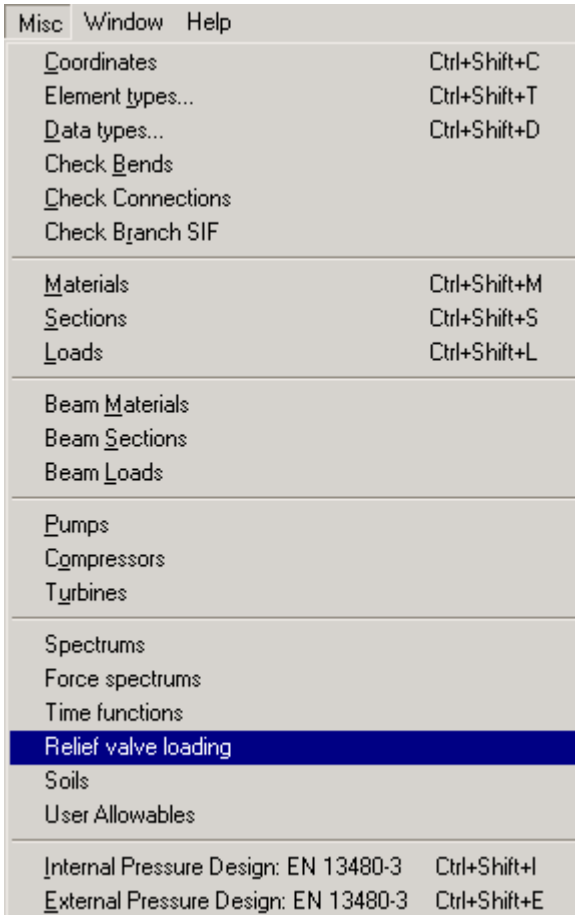 Misc Window Help
Coordinates Ctrl+Shift+C
Element types... Ctrl+Shift+T
Data types... Ctrl+Shift+D
Check Bends
Check Connections
Check Branch SIF
Materials Ctrl+Shift+M
Sections Ctrl+Shift+S
Loads Ctrl+Shift+L
Beam Materials
Beam Sections
Beam Loads
Pumps
Compressors
Turbines
Spectrums
Force spectrums
Time functions
Relief valve loading
Soils
User Allowables
Internal Pressure Design: EN 13480-3 Ctrl+Shift+I
External Pressure Design: EN 13480-3 Ctrl+Shift+E